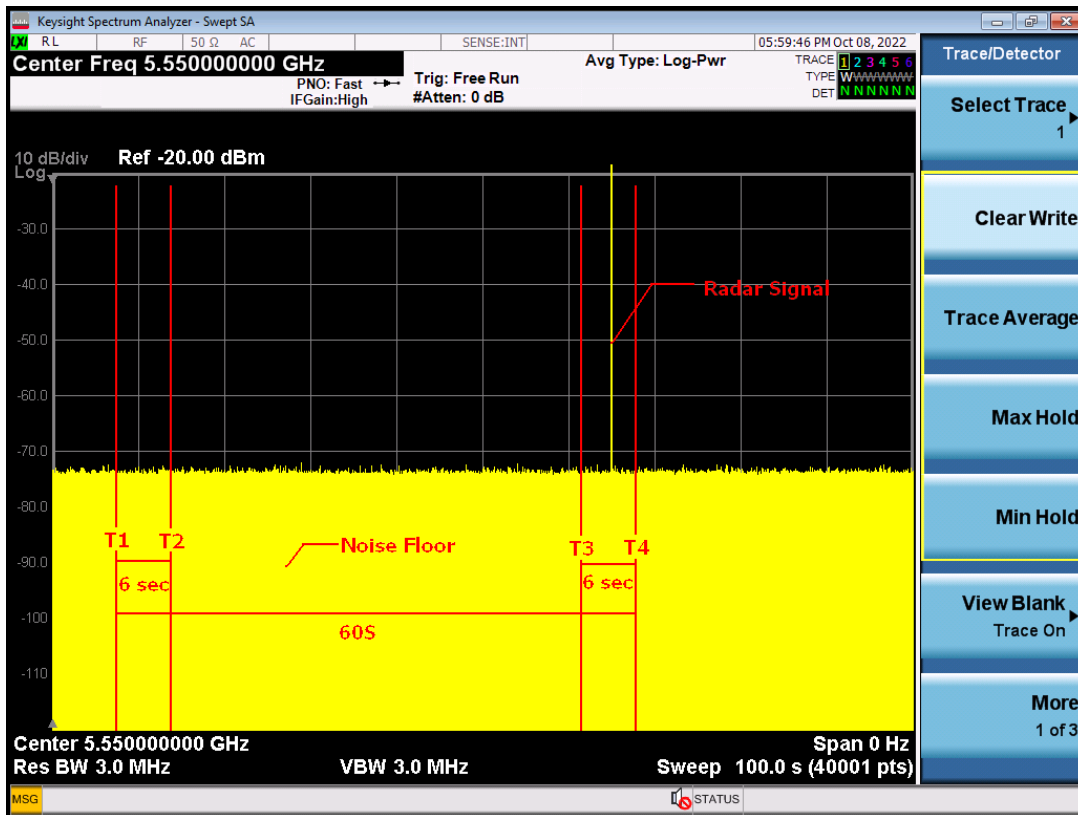 Keysight Spectrum Analyzer - Swept SA
LXI RL RF 50 Ω AC SENSE:INT 05:59:46 PM Oct 08, 2022
Center Freq 5.550000000 GHz
PNO: Fast
IFGain:High
Trig: Free Run
#Atten: 0 dB
Avg Type: Log-Pwr
TRACE 1 2 3 4 5 6
TYPE WWWWWW
DET N N N N N N
10 dB/div Ref -20.00 dBm
Log
-30.0
-40.0
-50.0
-60.0
-70.0
-80.0
-90.0
-100
-110
Radar Signal
T1 T2
Noise Floor
T3 T4
6 sec
6 sec
60S
Center 5.550000000 GHz Span 0 Hz
Res BW 3.0 MHz VBW 3.0 MHz Sweep 100.0 s (40001 pts)
MSG STATUS
Trace/Detector
Select Trace
1
Clear Write
Trace Average
Max Hold
Min Hold
View Blank
Trace On
More
1 of 3